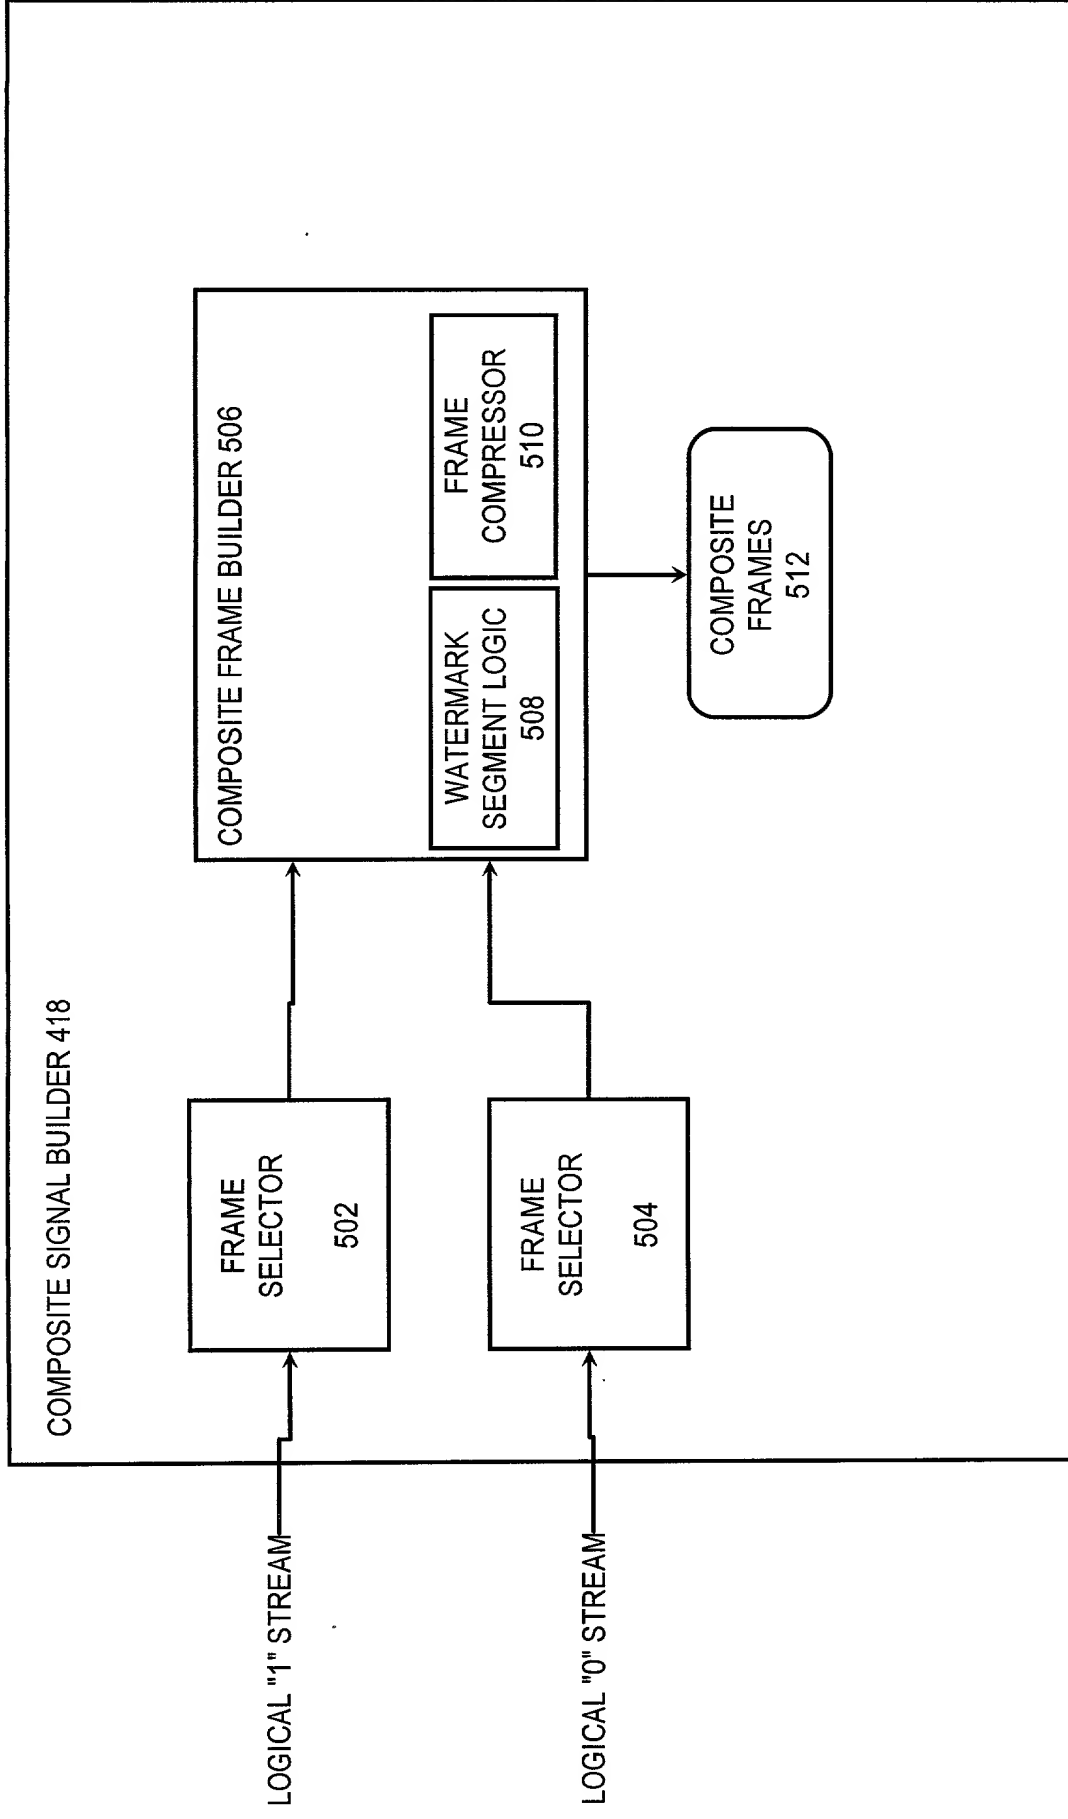 COMPOSITE SIGNAL BUILDER 418
LOGICAL "1" STREAM
FRAME
SELECTOR
502
LOGICAL "0" STREAM
FRAME
SELECTOR
504
COMPOSITE FRAME BUILDER 506
WATERMARK
SEGMENT LOGIC
508
FRAME
COMPRESSOR
510
COMPOSITE
FRAMES
512